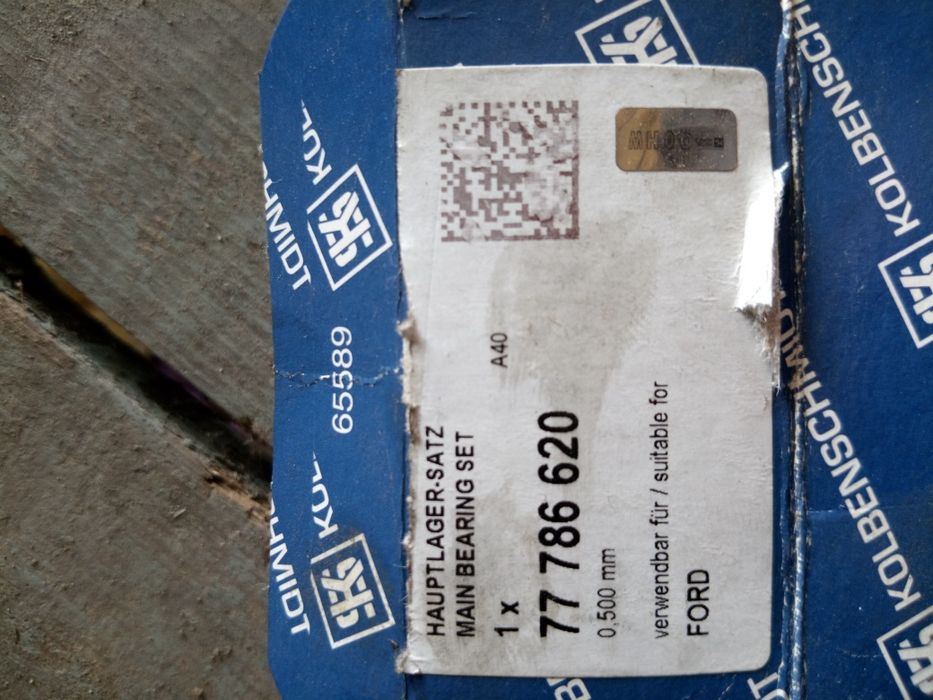 HAUPTLAGER-SATZ
MAIN BEARING SET
1 x
A40
77 786 620
0,500 mm
verwendbar für / suitable for
FORD
65589
KOLBENSCHMIDT
KOLBENSCHMIDT